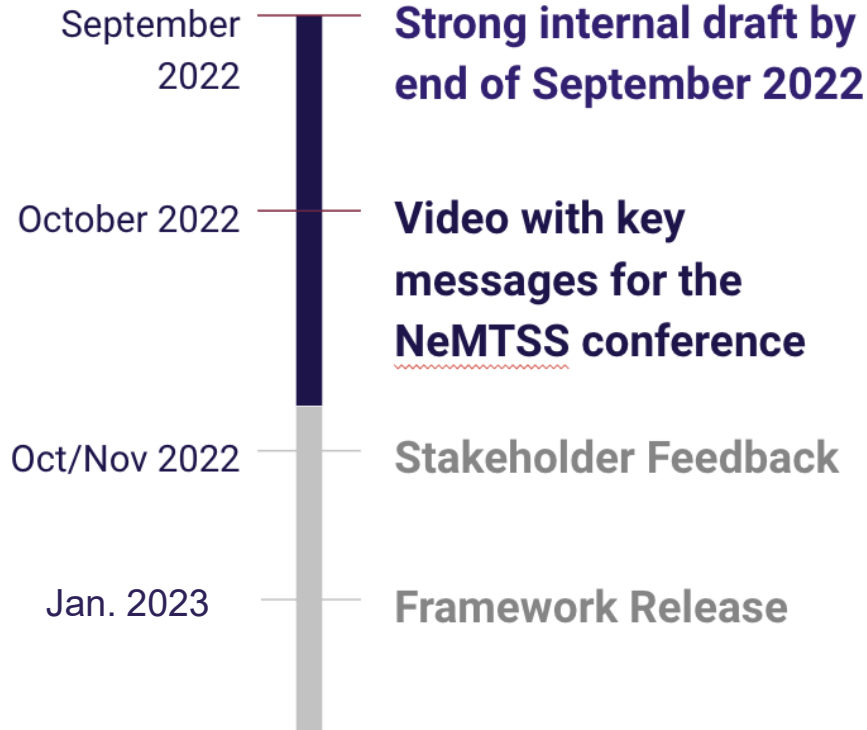 September
2022
Strong internal draft by
end of September 2022
October 2022
Video with key
messages for the
NeMTSS conference
Oct/Nov 2022
Stakeholder Feedback
Jan. 2023
Framework Release